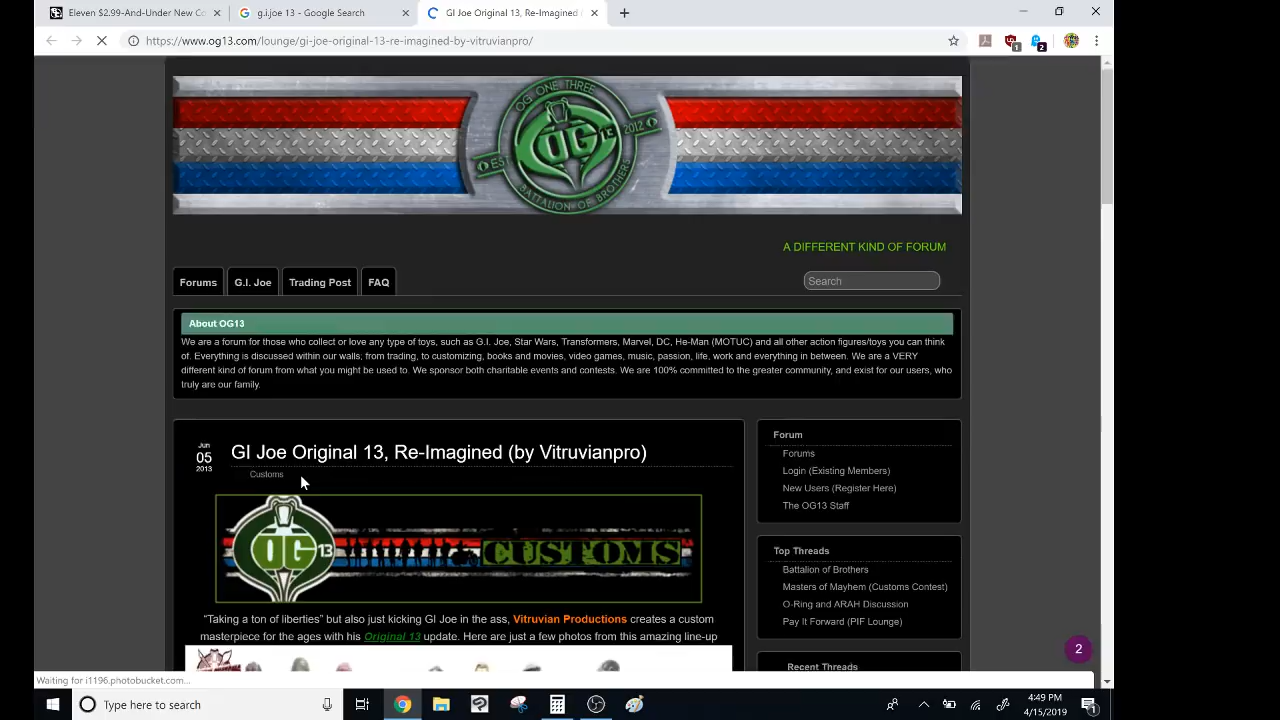 Eleven $2.99-And-Under New Co
g.i.joe 13 - Google Search
GI Joe Original 13, Re-Imagined
https://www.og13.com/lounge/gi-joe-original-13-re-imagined-by-vitruvianpro/
1
2
OG ONE THREE
EST
OG 13
2012
BATTALION OF BROTHERS
A DIFFERENT KIND OF FORUM
Forums
G.I. Joe
Trading Post
FAQ
Search
About OG13
We are a forum for those who collect or love any type of toys, such as G.I. Joe, Star Wars, Transformers, Marvel, DC, He-Man (MOTUC) and all other action figures/toys you can think
of. Everything is discussed within our walls; from trading, to customizing, books and movies, video games, music, passion, life, work and everything in between. We are a VERY
different kind of forum from what you might be used to. We sponsor both charitable events and contests. We are 100% committed to the greater community, and exist for our users, who
truly are our family.
Jun
05
2013
GI Joe Original 13, Re-Imagined (by Vitruvianpro)
Customs
OG 13
CUSTOMS
"Taking a ton of liberties" but also just kicking GI Joe in the ass, Vitruvian Productions creates a custom
masterpiece for the ages with his Original 13 update. Here are just a few photos from this amazing line-up
Forum
Forums
Login (Existing Members)
New Users (Register Here)
The OG13 Staff
Top Threads
Battalion of Brothers
Masters of Mayhem (Customs Contest)
O-Ring and ARAH Discussion
Pay It Forward (PIF Lounge)
Recent Threads
2
Waiting for i1196.photobucket.com...
Type here to search
4:49 PM
4/15/2019
1